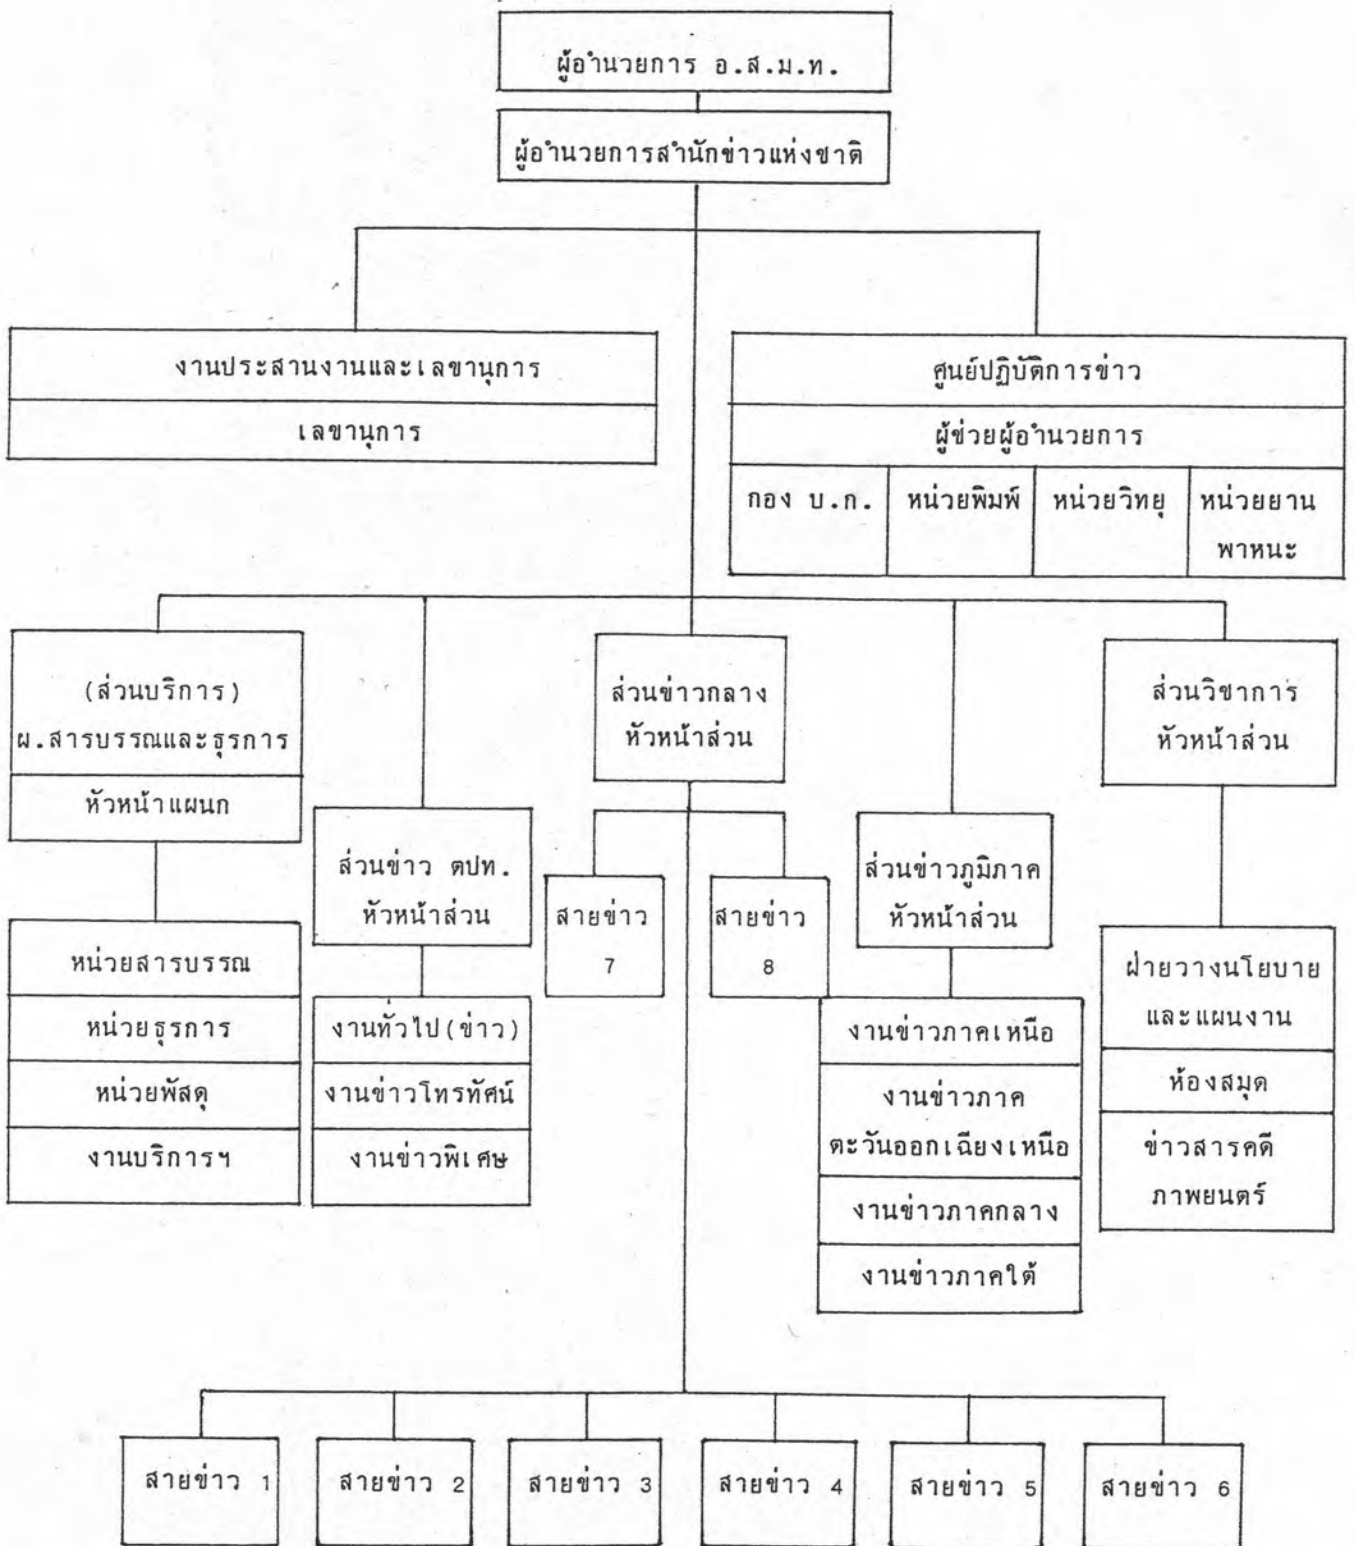 ผู้อำนวยการ อ.ส.ม.ท.
ผู้อำนวยการสำนักข่าวแห่งชาติ
งานประสานงานและเลขานุการ
เลขานุการ
ศูนย์ปฏิบัติการข่าว
ผู้ช่วยผู้อำนวยการ
กอง บ.ก.
หน่วยพิมพ์
หน่วยวิทยุ
หน่วยยาน
พาหนะ
(ส่วนบริการ)
ผ.สารบรรณและธุรการ
หัวหน้าแผนก
หน่วยสารบรรณ
หน่วยธุรการ
หน่วยพัสดุ
งานบริการฯ
ส่วนข่าว ตปท.
หัวหน้าส่วน
งานทั่วไป(ข่าว)
งานข่าวโทรทัศน์
งานข่าวพิเศษ
ส่วนข่าวกลาง
หัวหน้าส่วน
สายข่าว
7
สายข่าว
8
ส่วนข่าวภูมิภาค
หัวหน้าส่วน
งานข่าวภาคเหนือ
งานข่าวภาค
ตะวันออกเฉียงเหนือ
งานข่าวภาคกลาง
งานข่าวภาคใต้
ส่วนวิชาการ
หัวหน้าส่วน
ฝ่ายวางนโยบาย
และแผนงาน
ห้องสมุด
ข่าวสารคดี
ภาพยนตร์
สายข่าว 1
สายข่าว 2
สายข่าว 3
สายข่าว 4
สายข่าว 5
สายข่าว 6